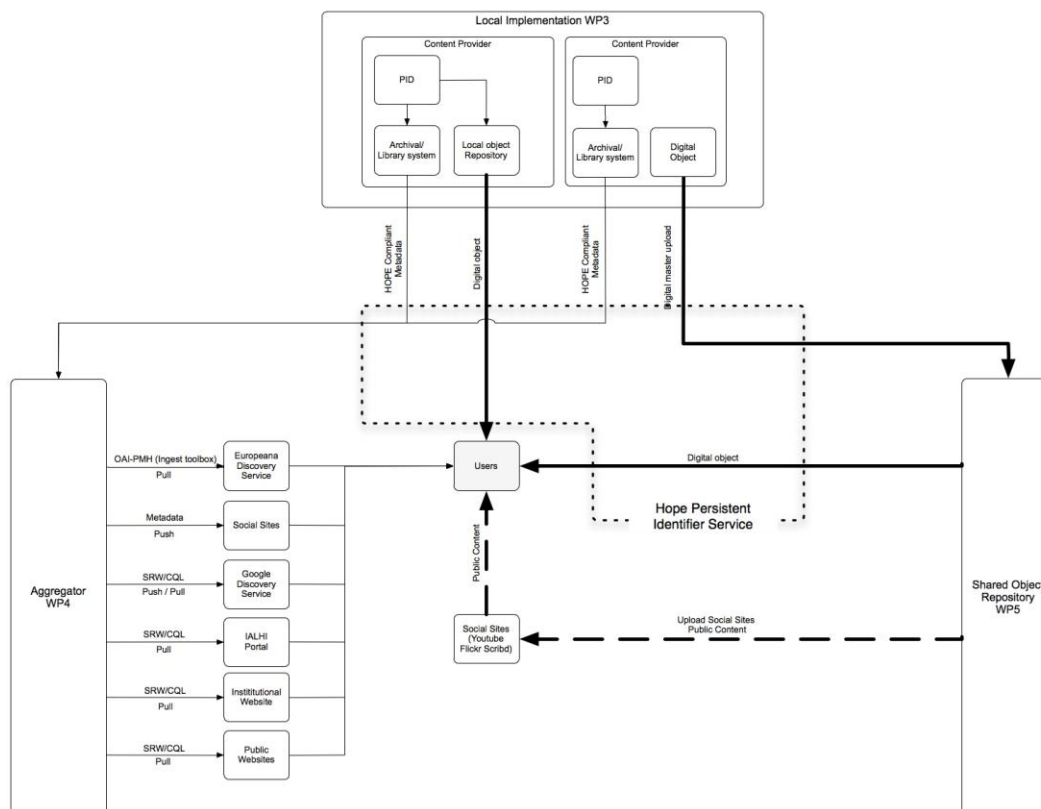 Local Implementation WP3
Content Provider
PID
Archival/
Library system
Local object
Repository
Content Provider
PID
Archival/
Library system
Digital
Object
HOPE Compliant
Metadata
Digital object
HOPE Compliant
Metadata
Digital master upload
Aggregator
WP4
OAI-PMH (Ingest toolbox)
Pull
Europeana
Discovery
Service
Metadata
Push
Social Sites
SRW/CQL
Push / Pull
Google
Discovery
Service
SRW/CQL
Pull
IALHI
Portal
SRW/CQL
Pull
Instititutional
Website
SRW/CQL
Pull
Public
Websites
Users
Digital object
Hope Persistent
Identifier Service
Public Content
Social Sites
(Youtube
Flickr Scribd)
Upload Social Sites
Public Content
Shared Object
Repository
WP5